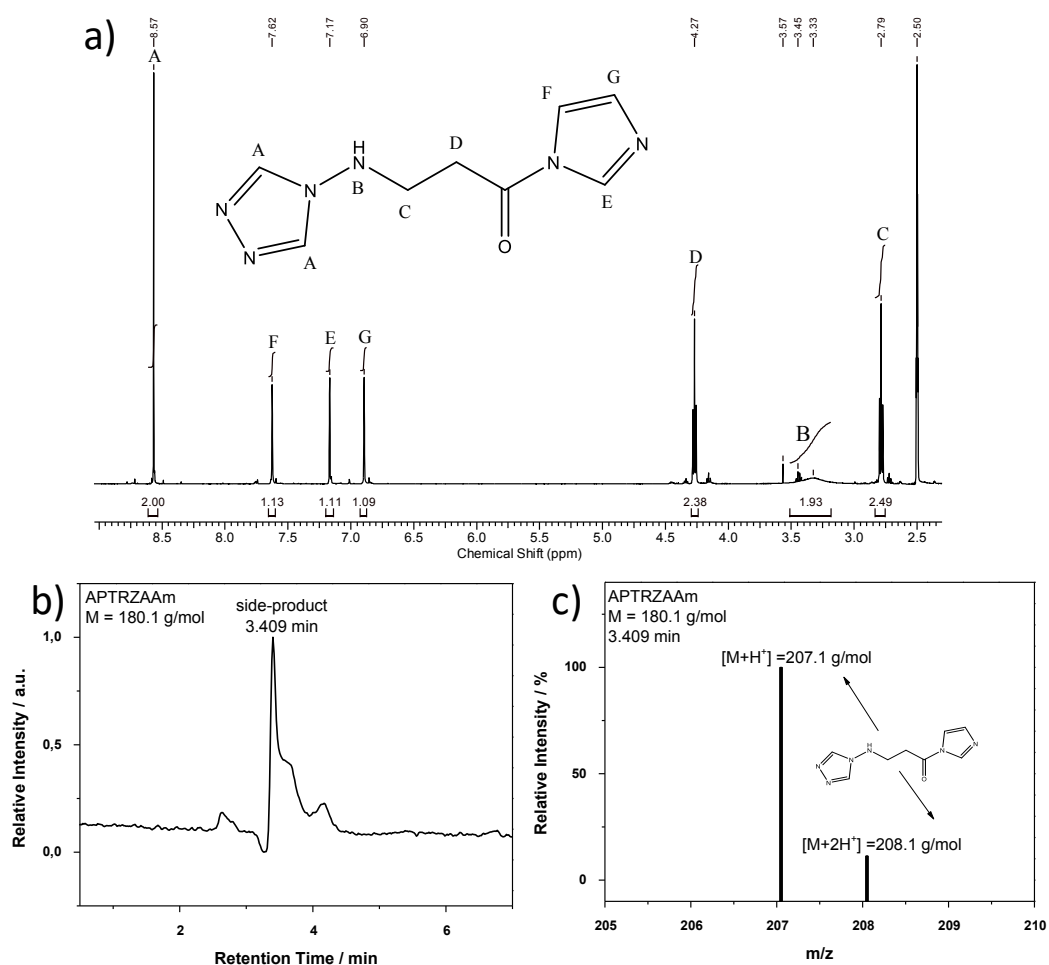 a)
8.57
7.62
7.17
6.90
4.27
3.57
3.45
3.33
2.79
2.50
A
G
F
H
D
A
N
N
N
N
B
N
E
C
N
O
A
C
D
F
E
G
B
2.00
1.13
1.11
1.09
2.38
1.93
2.49
8.5
8.0
7.5
7.0
6.5
6.0
5.5
5.0
4.5
4.0
3.5
3.0
2.5
Chemical Shift (ppm)
b)
APTRZAAm
M = 180.1 g/mol
side-product
3.409 min
1,0
0,5
0,0
Relative Intensity / a.u.
2
4
6
Retention Time / min
c)
APTRZAAm
M = 180.1 g/mol
3.409 min
[M+H⁺] =207.1 g/mol
H
N
N
N
N
N
N
O
[M+2H⁺] =208.1 g/mol
100
50
0
Relative Intensity / %
205
206
207
208
209
210
m/z